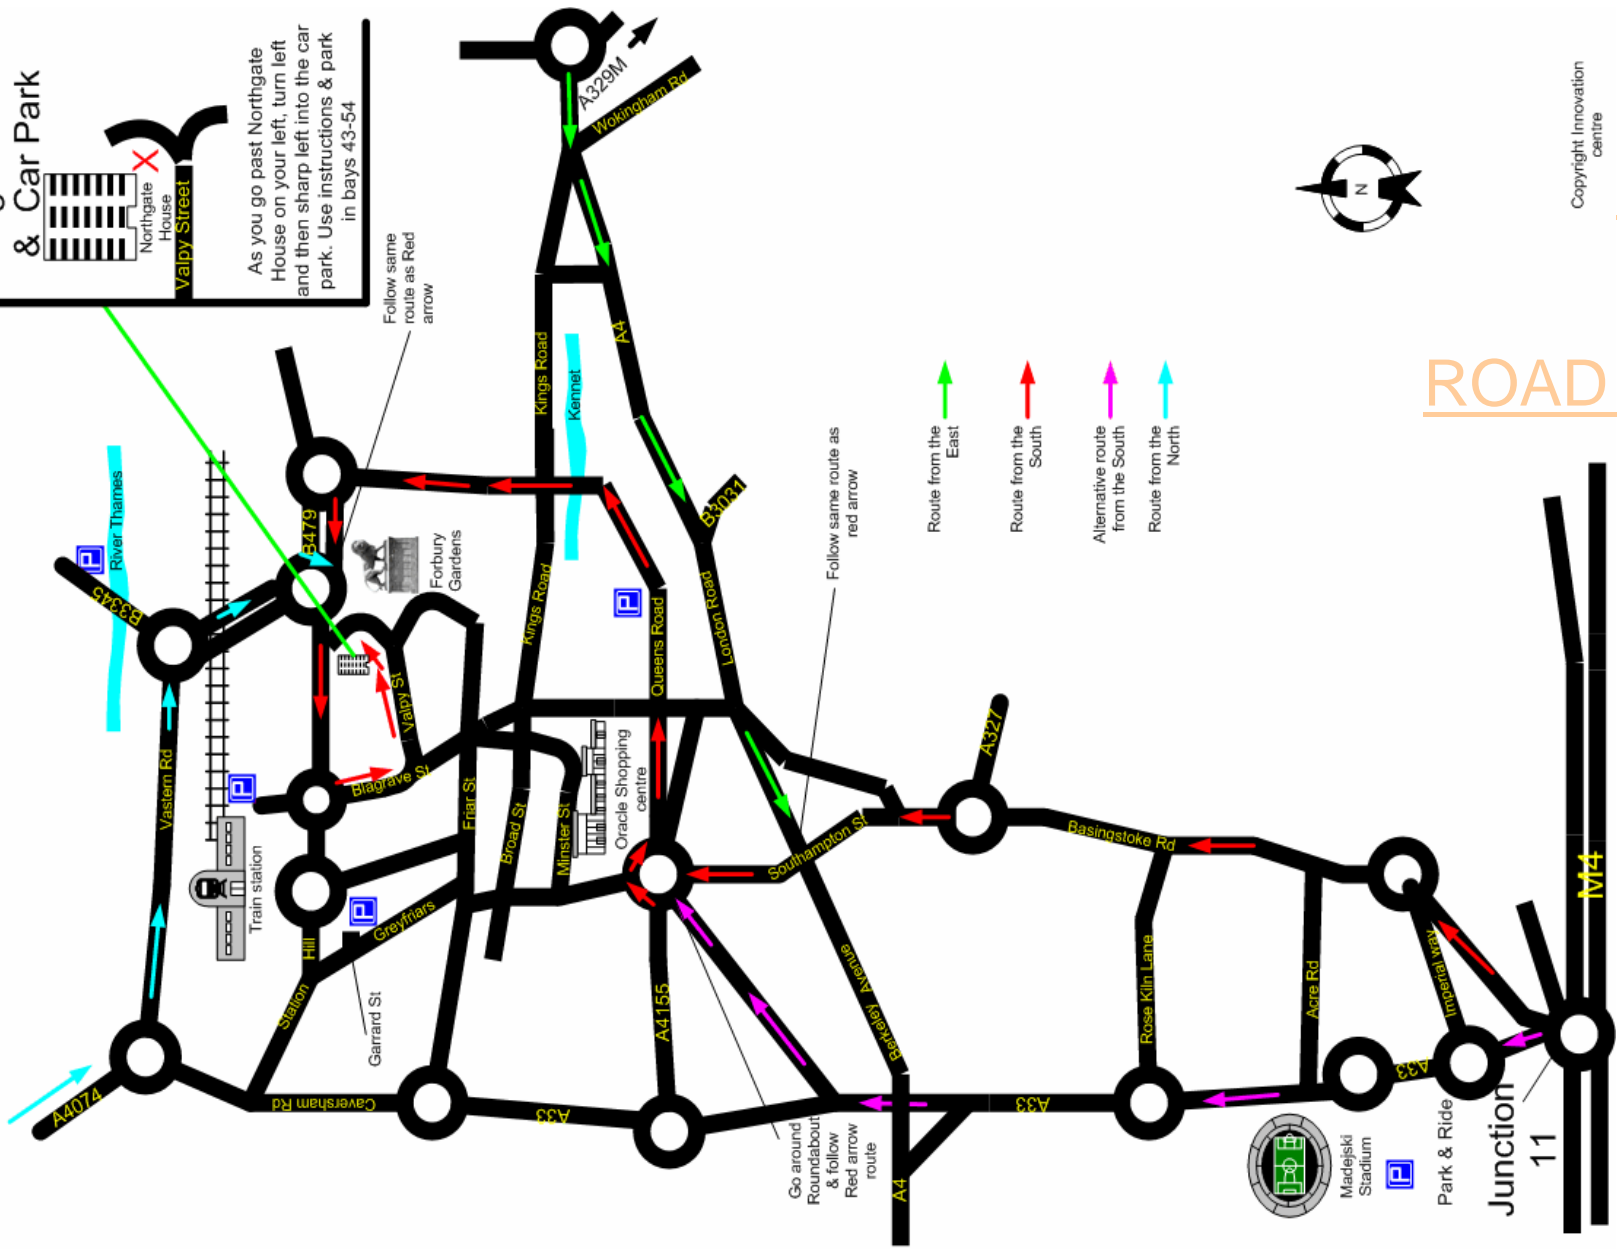 & Car Park
Northgate
House
Valpy Street
As you go past Northgate
House on your left, turn left
and then sharp left into the car
park. Use instructions & park
in bays 43-54
Follow same
route as Red
arrow
A329M
Wokingham Rd
Kings Road
A4
Kennet
River Thames
B3345
B479
Forbury
Gardens
Kings Road
Queens Road
London Road
B3031
Vastern Rd
Valpy St
Blagrave St
Friar St
Broad St
Minster St
Oracle Shopping
centre
Train station
Station
Hill
Greyfriars
Garrard St
A4074
Caversham Rd
A33
A4155
Southampton St
Berkeley Avenue
A327
Follow same route as
red arrow
Basingstoke Rd
Rose Kiln Lane
Acre Rd
Imperial way
A33
A33
A4
Go around
Roundabout
& follow
Red arrow
route
Madejski
Stadium
Park & Ride
Junction
11
M4
Route from the
East
Route from the
South
Alternative route
from the South
Route from the
North
N
Copyright Innovation
centre
ROAD
P
P
P
P
P